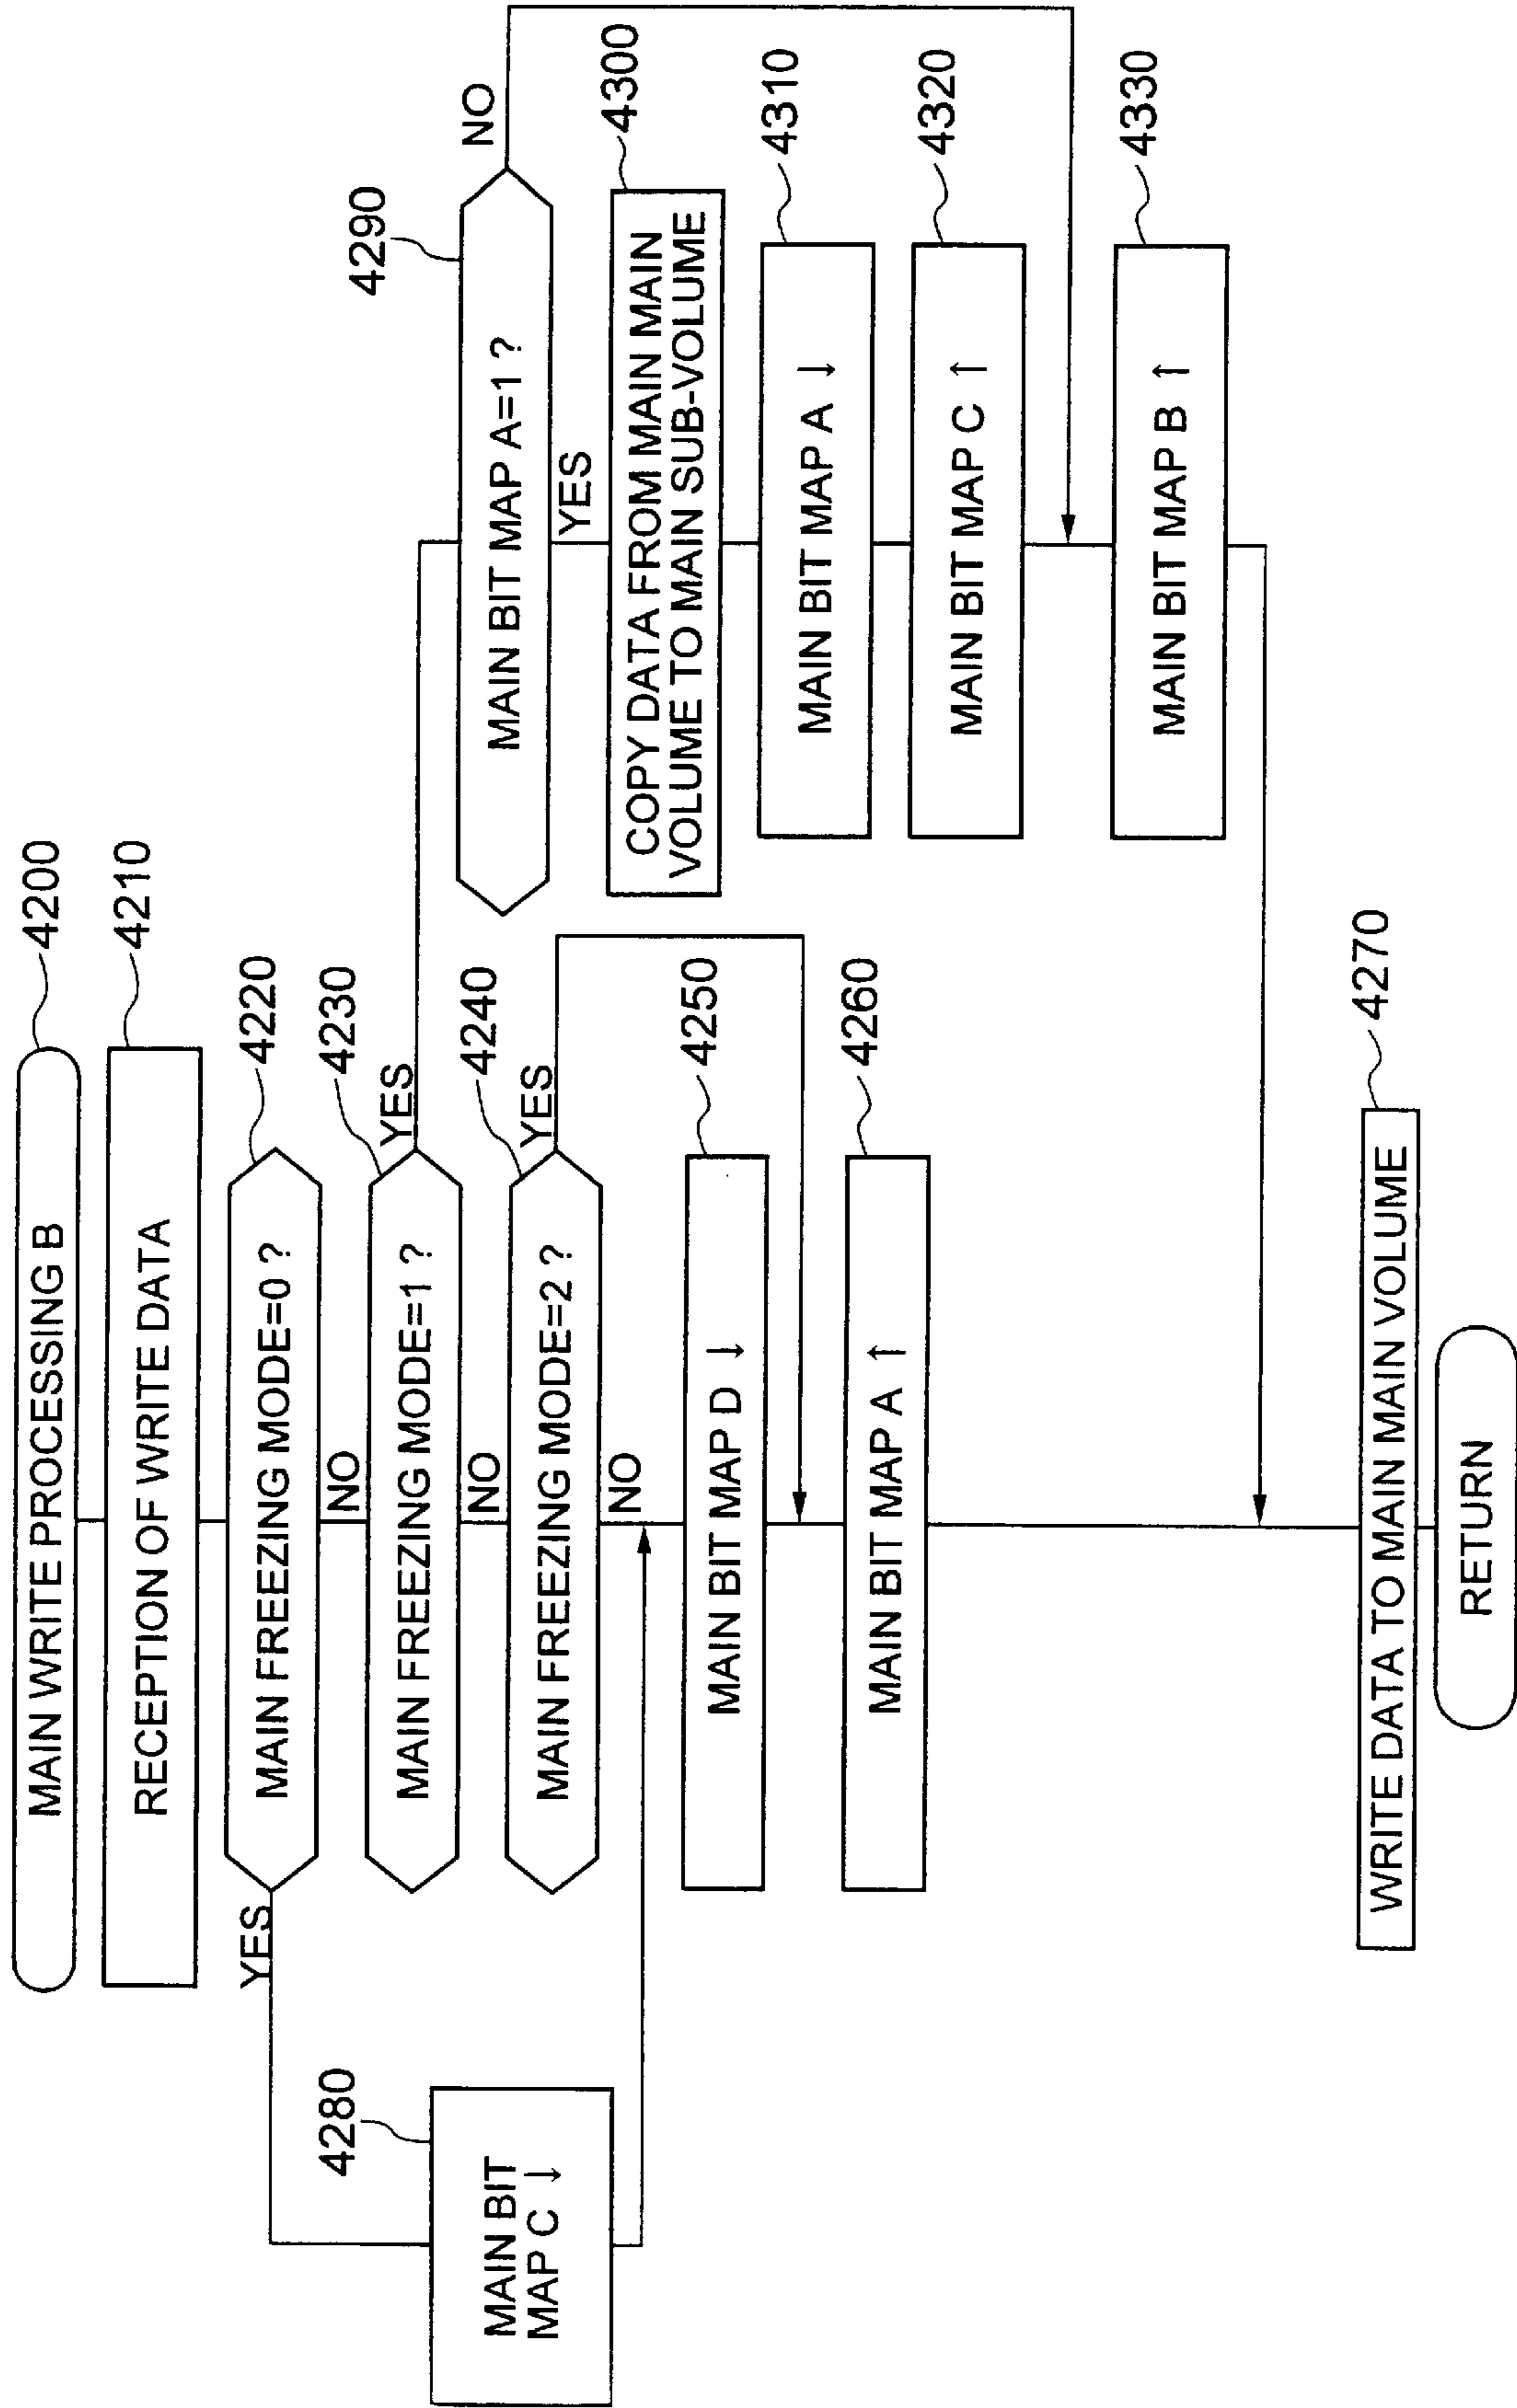 MAIN WRITE PROCESSING B
4200
RECEPTION OF WRITE DATA
4210
MAIN FREEZING MODE=0 ?
4220
YES
NO
MAIN FREEZING MODE=1 ?
4230
YES
NO
MAIN FREEZING MODE=2 ?
4240
YES
NO
MAIN BIT
MAP C ↓
4280
MAIN BIT MAP D ↓
4250
MAIN BIT MAP A ↑
4260
MAIN BIT MAP A=1 ?
4290
NO
YES
COPY DATA FROM MAIN MAIN
VOLUME TO MAIN SUB-VOLUME
4300
MAIN BIT MAP A ↓
4310
MAIN BIT MAP C ↑
4320
MAIN BIT MAP B ↑
4330
WRITE DATA TO MAIN MAIN VOLUME
4270
RETURN